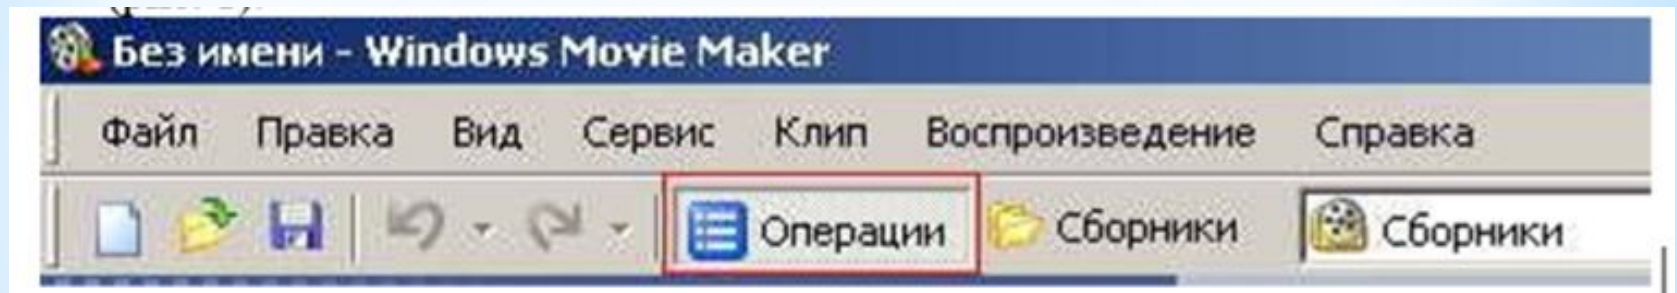 Без имени - Windows Movie Maker
Файл Правка Вид Сервис Клип Воспроизведение Справка
Операции Сборники Сборники